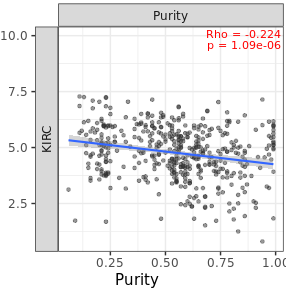 Purity
Rho = -0.224
p = 1.09e-06
KIRC
10.0
7.5
5.0
2.5
0.25
0.50
0.75
1.00
Purity